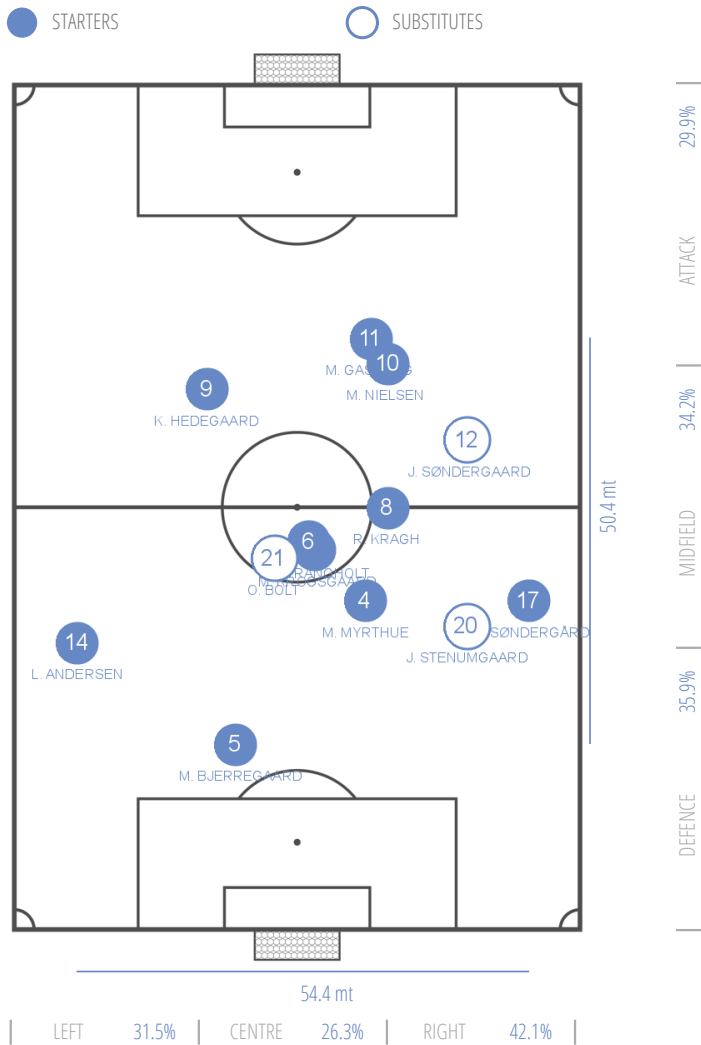 STARTERS
SUBSTITUTES
29.9%
ATTACK
11
10
M. NIELSEN
9
K. HEDEGAARD
12
J. SØNDERGAARD
34.2%
50.4 mt
8
R. KRAGH
6
21
O. BOLT
MIDFIELD
4
M. MYRTHUE
17
SØNDERGÅRD
20
J. STENUMGAARD
14
L. ANDERSEN
35.9%
5
M. BJERREGAARD
DEFENCE
54.4 mt
LEFT 31.5% CENTRE 26.3% RIGHT 42.1%